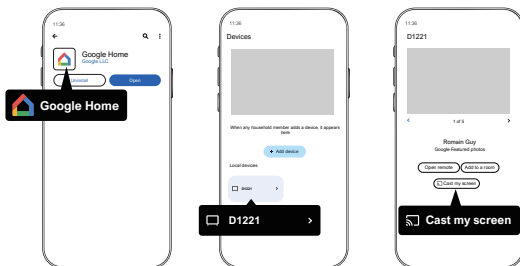 11:36
Google Home
Google LLC
Uninstall
Open
Google Home
11:36
Devices
When any household member adds a device, it appears
here
+ Add device
Local devices
D1221
D1221
11:36
D1221
1 of 5
Romain Guy
Google Featured photos
Open remote
Add to a room
Cast my screen
Cast my screen